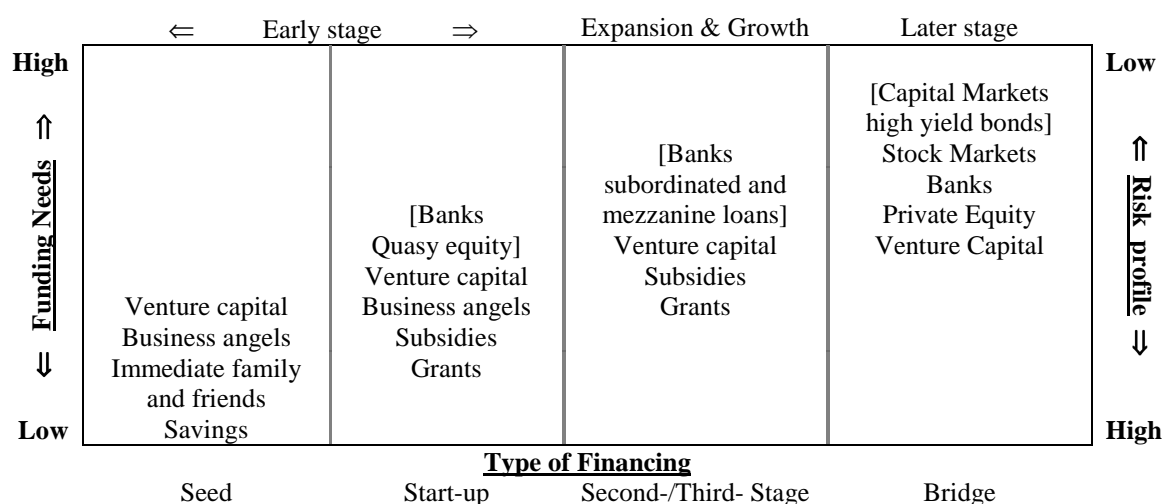 ⇐ Early stage ⇒ Expansion & Growth Later stage
High
Low
⇑
Funding Needs
⇓
Low
High
⇑
Risk profile
⇓
Venture capital
Business angels
Immediate family
and friends
Savings
[Banks
Quasy equity]
Venture capital
Business angels
Subsidies
Grants
[Banks
subordinated and
mezzanine loans]
Venture capital
Subsidies
Grants
[Capital Markets
high yield bonds]
Stock Markets
Banks
Private Equity
Venture Capital
Type of Financing
Seed Start-up Second-/Third- Stage Bridge